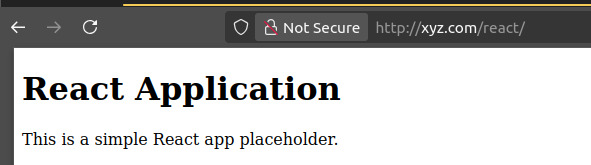 Not Secure http://xyz.com/react/
React Application
This is a simple React app placeholder.